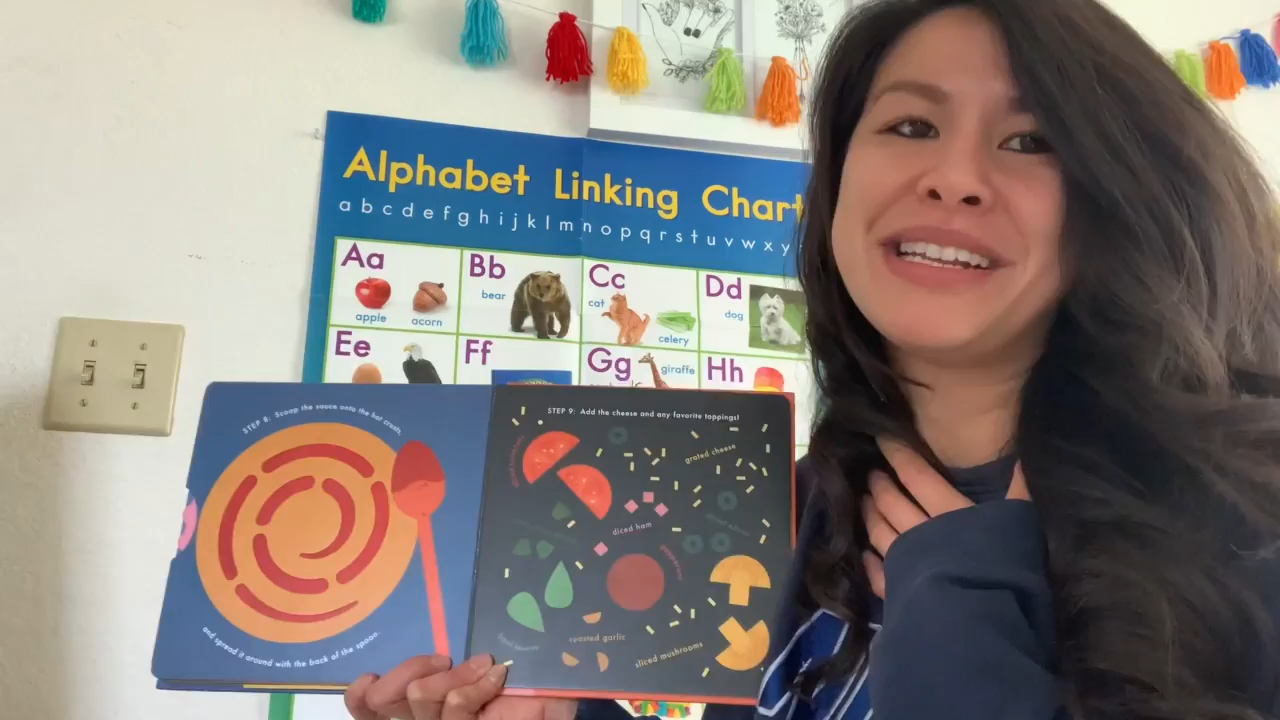 Alphabet Linking Chart
a b c d e f g h i j k l m n o p q r s t u v w x y
Aa
apple
acorn
Bb
bear
Cc
cat
celery
Dd
dog
Ee
Ff
Gg
giraffe
Hh
STEP 8: Scoop the sauce onto the hot crust,
and spread it around with the back of the spoon.
STEP 9: Add the cheese and any favorite toppings!
grated cheese
diced ham
pepperoni
roasted garlic
sliced mushrooms